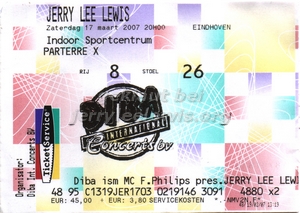 JERRY LEE LEWIS
Zaterdag 17 maart 2007 20H00 EINDHOVEN
Indoor Sportcentrum
PARTERRE X
RIJ 8 STOEL 26
DIBA
INTERNATIONAL
Concerts bv
TicketService
Organisator:
Diba Int. Concerts BV
Diba ism MC F.Philips pres. JERRY LEE LEWIS
48 95 C1319JER1703 0219146 3091 4880 x2
EUR= 45,00 EUR= 3,80 SERVICEKOSTEN